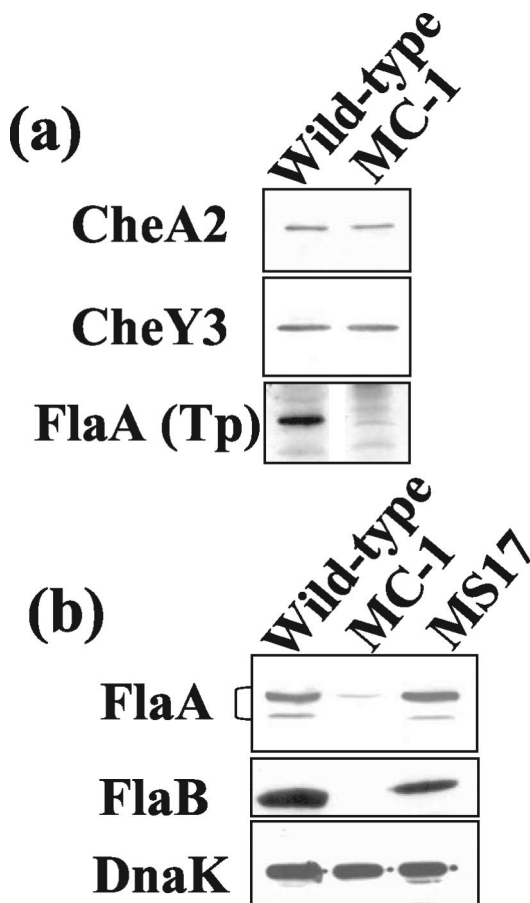 (a)
Wild-type
MC-1
CheA2
CheY3
FlaA (Tp)
(b)
Wild-type
MC-1
MS17
FlaA
FlaB
DnaK